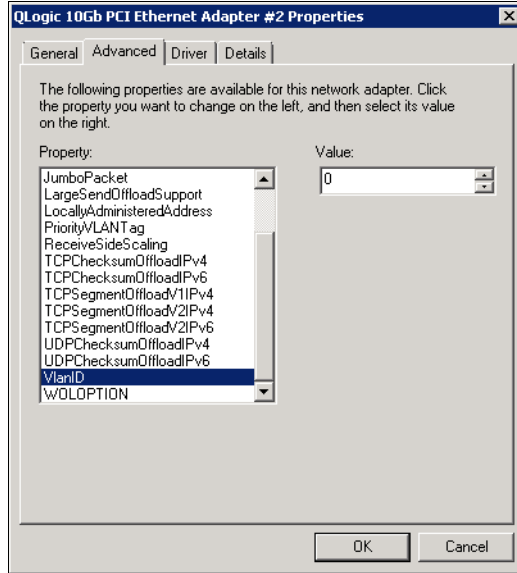 QLogic 10Gb PCI Ethernet Adapter #2 Properties
General Advanced Driver Details
The following properties are available for this network adapter. Click
the property you want to change on the left, and then select its value
on the right.
Property: Value:
JumboPacket 0
LargeSendOffloadSupport
LocallyAdministeredAddress
PriorityVLANTag
ReceiveSideScaling
TCPChecksumOffloadIPv4
TCPChecksumOffloadIPv6
TCPSegmentOffloadV1IPv4
TCPSegmentOffloadV2IPv4
TCPSegmentOffloadV2IPv6
UDPChecksumOffloadIPv4
UDPChecksumOffloadIPv6
VlanID
WOLOPTION
OK Cancel